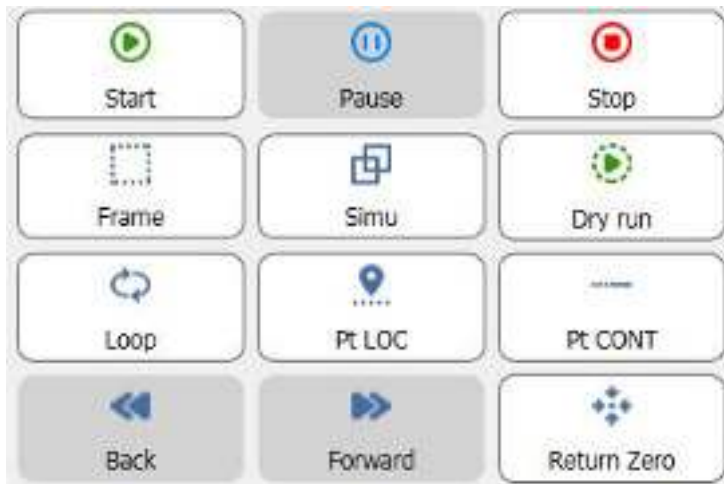 Start
Pause
Stop
Frame
Simu
Dry run
Loop
Pt LOC
Pt CONT
Back
Forward
Return Zero